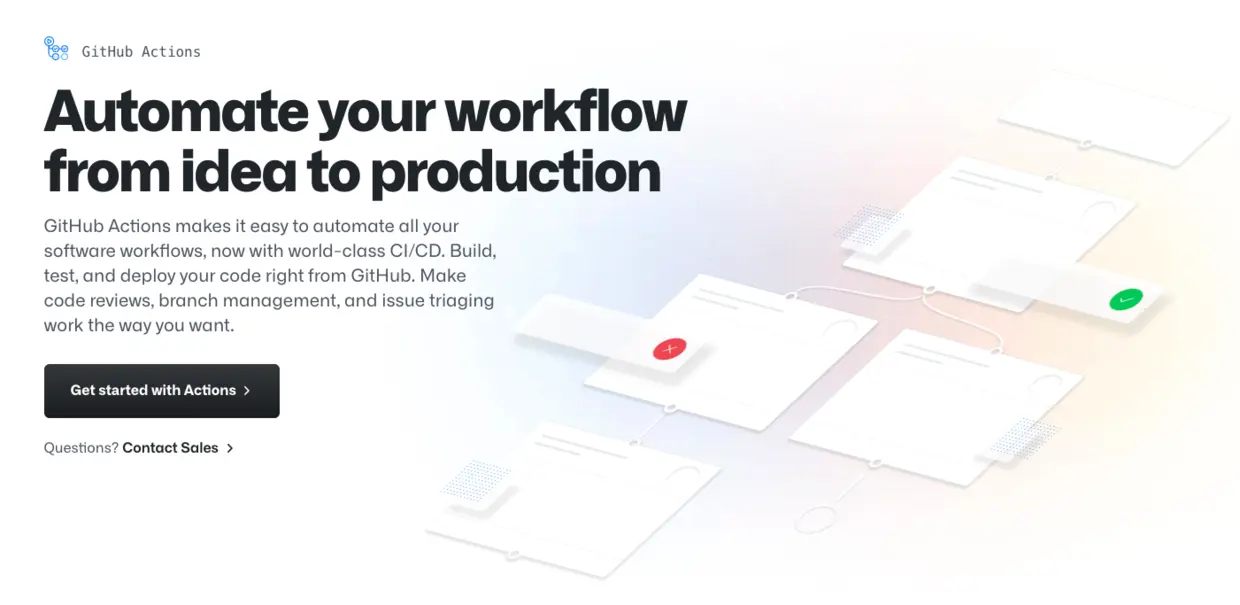 GitHub Actions
Automate your workflow
from idea to production
GitHub Actions makes it easy to automate all your
software workflows, now with world-class CI/CD. Build,
test, and deploy your code right from GitHub. Make
code reviews, branch management, and issue triaging
work the way you want.
Get started with Actions
Questions? Contact Sales